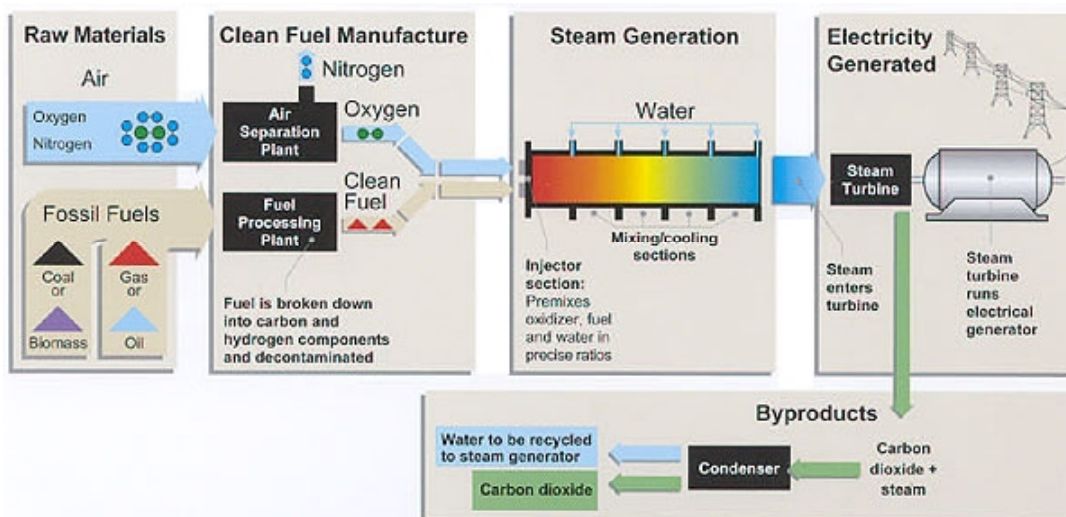 Raw Materials
Air
Oxygen
Nitrogen
Fossil Fuels
Coal
or
Biomass
Gas
or
Oil
Clean Fuel Manufacture
Nitrogen
Air
Separation
Plant
Oxygen
Fuel
Processing
Plant
Clean
Fuel
Fuel is broken down
into carbon and
hydrogen components
and decontaminated
Steam Generation
Water
Mixing/cooling
sections
Injector
section:
Premixes
oxidizer, fuel
and water in
precise ratios
Electricity
Generated
Steam
Turbine
Steam
enters
turbine
Steam
turbine
runs
electrical
generator
Byproducts
Water to be recycled
to steam generator
Carbon dioxide
Condenser
Carbon
dioxide +
steam